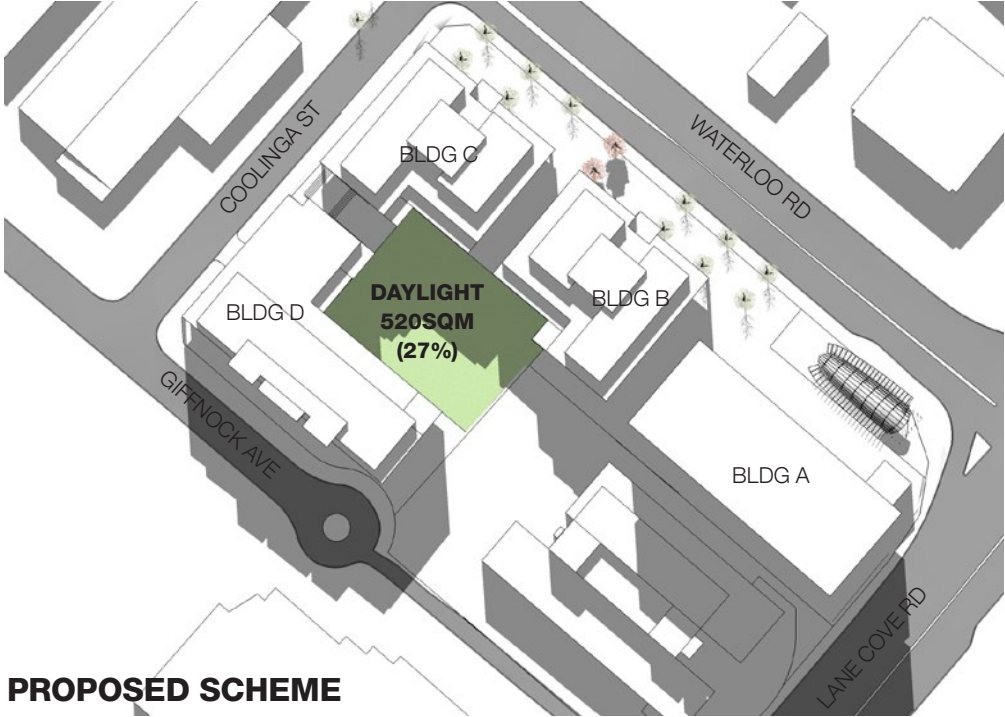 COOLINGA ST
WATERLOO RD
BLDG C
BLDG B
BLDG D
DAYLIGHT
520SQM
(27%)
GIFFNOCK AVE
BLDG A
LANE COVE RD
PROPOSED SCHEME